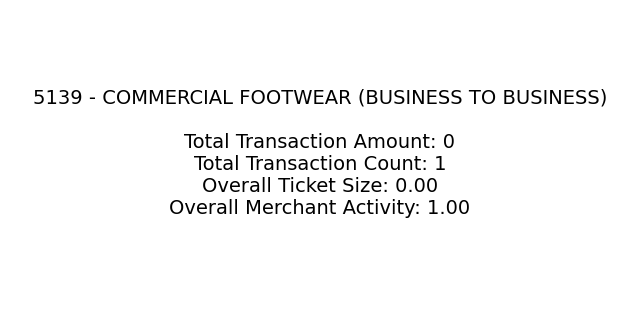 5139 - COMMERCIAL FOOTWEAR (BUSINESS TO BUSINESS)
Total Transaction Amount: 0
Total Transaction Count: 1
Overall Ticket Size: 0.00
Overall Merchant Activity: 1.00